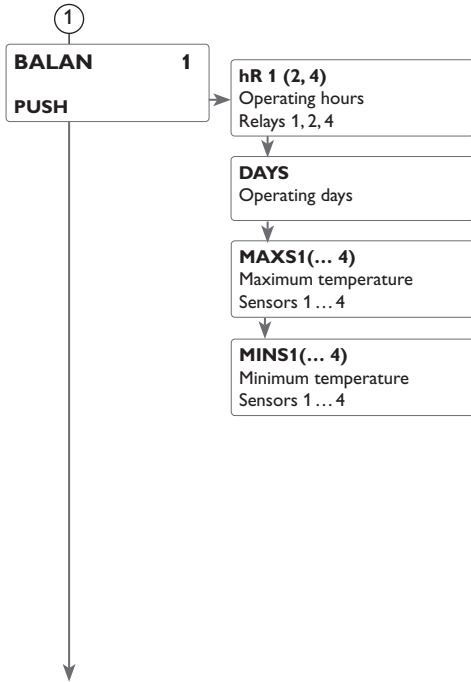 1
BALAN 1
PUSH
hR 1 (2, 4)
Operating hours
Relays 1, 2, 4
DAYS
Operating days
MAXS1(… 4)
Maximum temperature
Sensors 1 … 4
MINS1(… 4)
Minimum temperature
Sensors 1 … 4